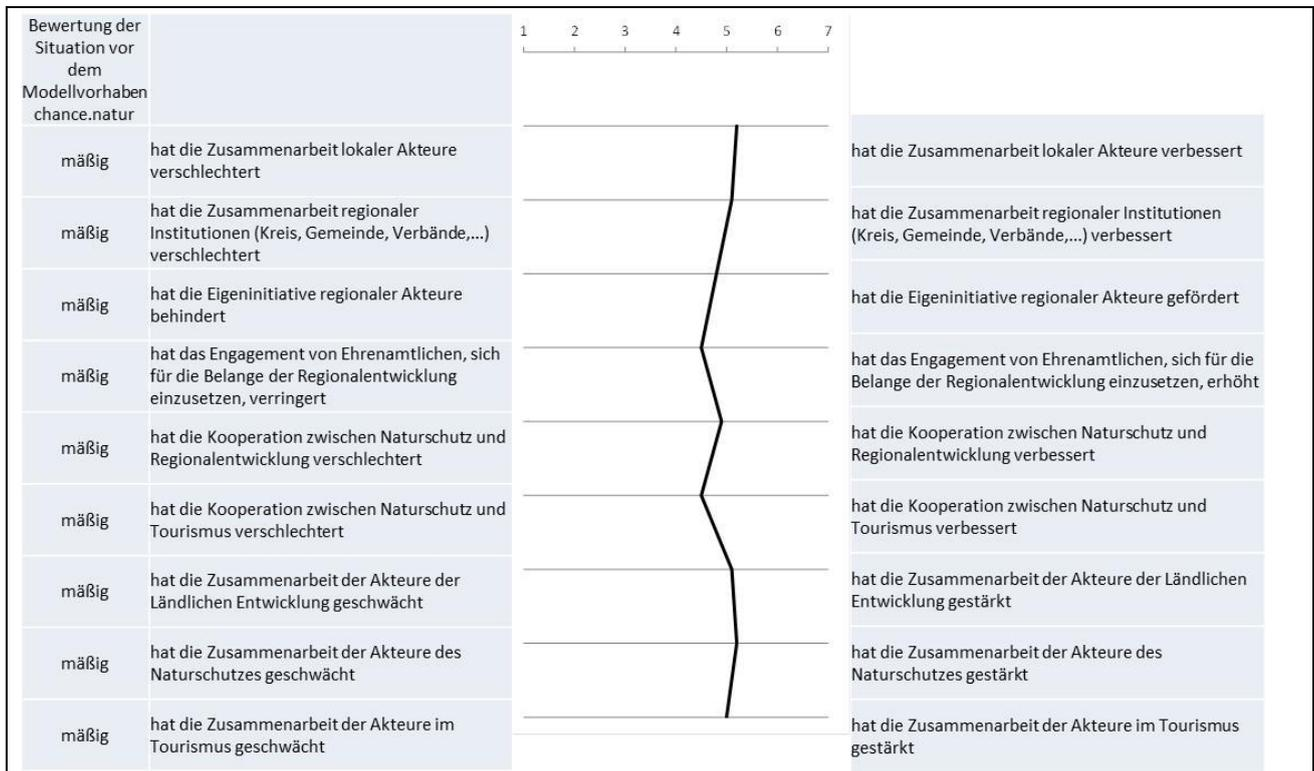 Bewertung der
Situation vor
dem
Modellvorhaben
chance.natur
1 2 3 4 5 6 7
mäßig
hat die Zusammenarbeit lokaler Akteure
verschlechtert
hat die Zusammenarbeit lokaler Akteure verbessert
mäßig
hat die Zusammenarbeit regionaler
Institutionen (Kreis, Gemeinde, Verbände,...)
verschlechtert
hat die Zusammenarbeit regionaler Institutionen
(Kreis, Gemeinde, Verbände,...) verbessert
mäßig
hat die Eigeninitiative regionaler Akteure
behindert
hat die Eigeninitiative regionaler Akteure gefördert
mäßig
hat das Engagement von Ehrenamtlichen, sich
für die Belange der Regionalentwicklung
einzusetzen, verringert
hat das Engagement von Ehrenamtlichen, sich für die
Belange der Regionalentwicklung einzusetzen, erhöht
mäßig
hat die Kooperation zwischen Naturschutz und
Regionalentwicklung verschlechtert
hat die Kooperation zwischen Naturschutz und
Regionalentwicklung verbessert
mäßig
hat die Kooperation zwischen Naturschutz und
Tourismus verschlechtert
hat die Kooperation zwischen Naturschutz und
Tourismus verbessert
mäßig
hat die Zusammenarbeit der Akteure der
Ländlichen Entwicklung geschwächt
hat die Zusammenarbeit der Akteure der Ländlichen
Entwicklung gestärkt
mäßig
hat die Zusammenarbeit der Akteure des
Naturschutzes geschwächt
hat die Zusammenarbeit der Akteure des
Naturschutzes gestärkt
mäßig
hat die Zusammenarbeit der Akteure im
Tourismus geschwächt
hat die Zusammenarbeit der Akteure im Tourismus
gestärkt